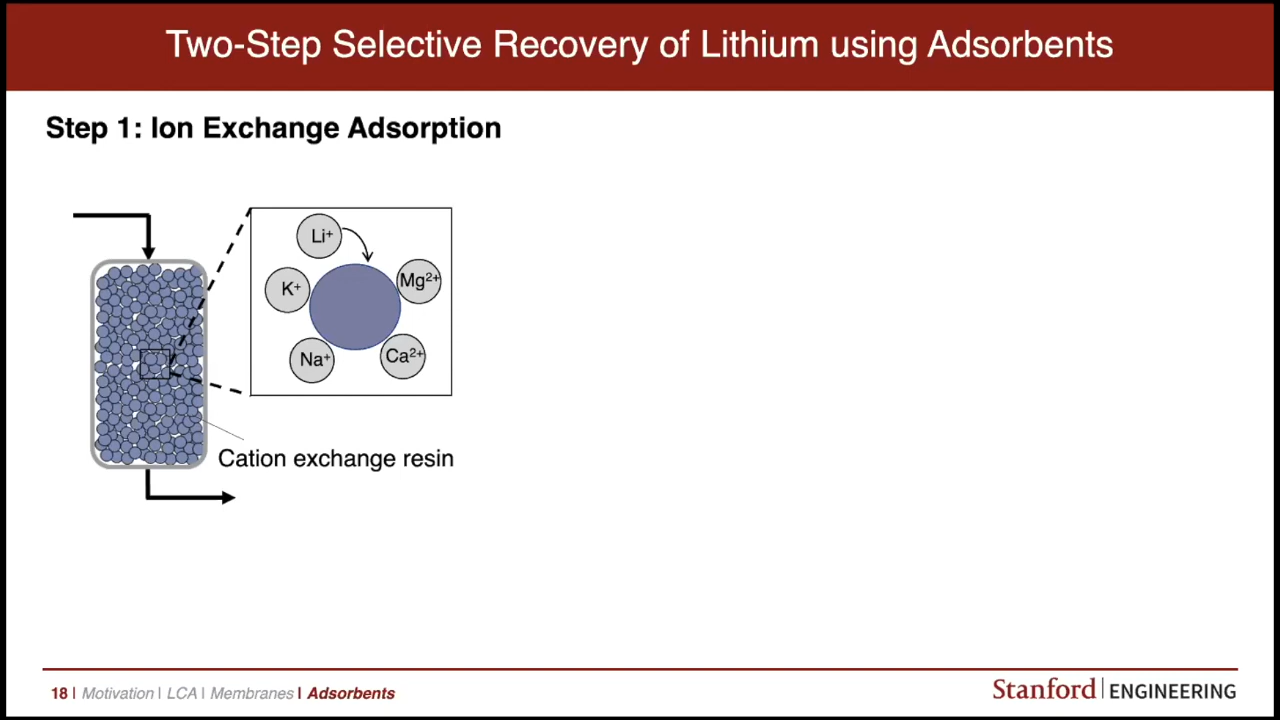 Two-Step Selective Recovery of Lithium using Adsorbents
Step 1: Ion Exchange Adsorption
Li⁺
K⁺
Mg²⁺
Na⁺
Ca²⁺
Cation exchange resin
18 | Motivation | LCA | Membranes | Adsorbents
Stanford | ENGINEERING